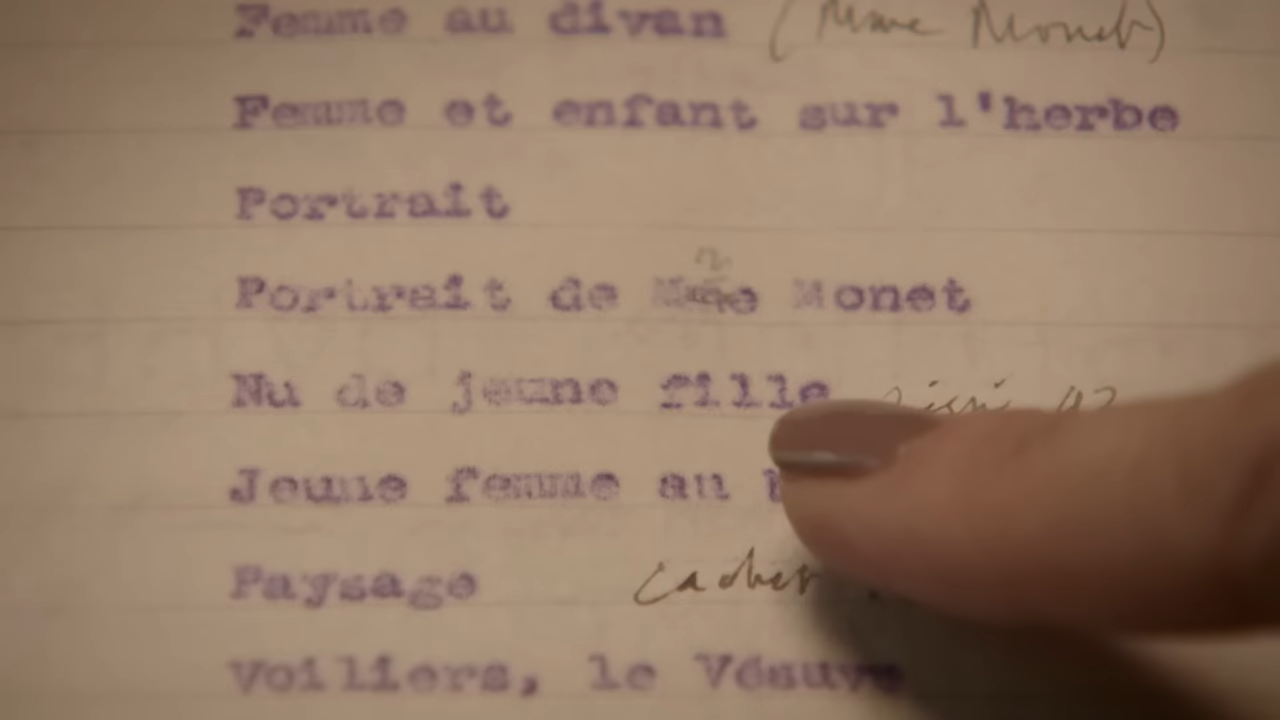 Femme au divan (Mme Monet)
Femme et enfant sur l'herbe
Portrait
Portrait de Mme Monet
Nu de jeune fille
Jeune femme au
Paysage cachet
Voiliers, le Vésuve